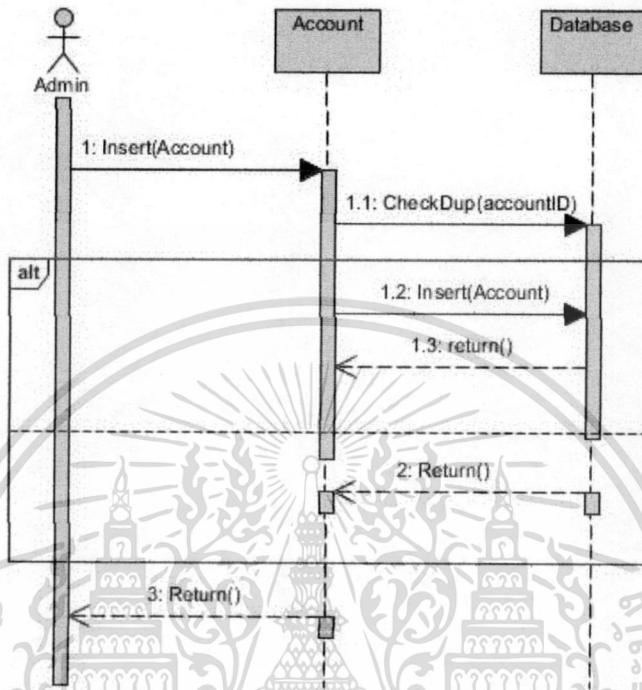 Account
Database
Admin
1: Insert(Account)
1.1: CheckDup(accountID)
alt
1.2: Insert(Account)
1.3: return()
2: Return()
3: Return()